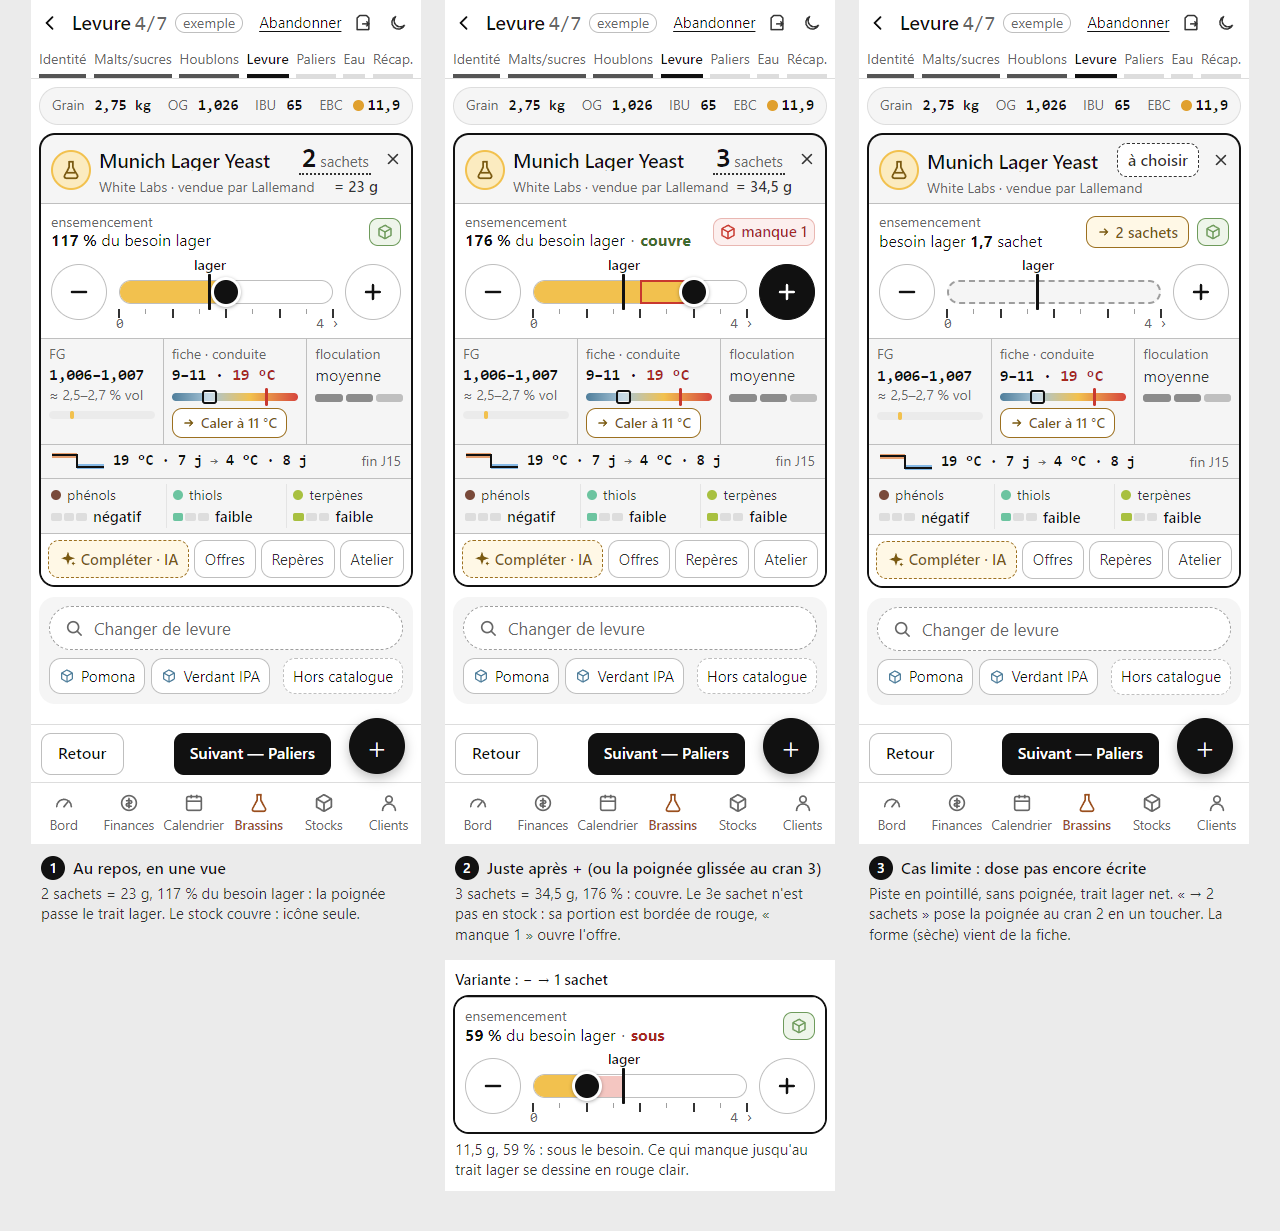 Levure 4/7 exemple Abandonner
Identité Malts/sucres Houblons Levure Paliers Eau Récap.
Grain 2,75 kg OG 1,026 IBU 65 EBC 11,9
Munich Lager Yeast 2 sachets
White Labs · vendue par Lallemand = 23 g
ensemencement
117 % du besoin lager
lager
0 4 ›
FG fiche · conduite floculation
1,006–1,007 9–11 · 19 °C moyenne
≈ 2,5–2,7 % vol
→ Caler à 11 °C
19 °C · 7 j → 4 °C · 8 j fin J15
phénols thiols terpènes
négatif faible faible
Compléter · IA Offres Repères Atelier
Changer de levure
Pomona Verdant IPA Hors catalogue
Retour Suivant — Paliers +
Bord Finances Calendrier Brassins Stocks Clients
1 Au repos, en une vue
2 sachets = 23 g, 117 % du besoin lager : la poignée
passe le trait lager. Le stock couvre : icône seule.
Levure 4/7 exemple Abandonner
Identité Malts/sucres Houblons Levure Paliers Eau Récap.
Grain 2,75 kg OG 1,026 IBU 65 EBC 11,9
Munich Lager Yeast 3 sachets
White Labs · vendue par Lallemand = 34,5 g
ensemencement
176 % du besoin lager · couvre manque 1
lager
0 4 ›
FG fiche · conduite floculation
1,006–1,007 9–11 · 19 °C moyenne
≈ 2,5–2,7 % vol
→ Caler à 11 °C
19 °C · 7 j → 4 °C · 8 j fin J15
phénols thiols terpènes
négatif faible faible
Compléter · IA Offres Repères Atelier
Changer de levure
Pomona Verdant IPA Hors catalogue
Retour Suivant — Paliers +
Bord Finances Calendrier Brassins Stocks Clients
2 Juste après + (ou la poignée glissée au cran 3)
3 sachets = 34,5 g, 176 % : couvre. Le 3e sachet n'est
pas en stock : sa portion est bordée de rouge, «
manque 1 » ouvre l'offre.
Variante : − → 1 sachet
ensemencement
59 % du besoin lager · sous
lager
0 4 ›
11,5 g, 59 % : sous le besoin. Ce qui manque jusqu'au
trait lager se dessine en rouge clair.
Levure 4/7 exemple Abandonner
Identité Malts/sucres Houblons Levure Paliers Eau Récap.
Grain 2,75 kg OG 1,026 IBU 65 EBC 11,9
Munich Lager Yeast à choisir
White Labs · vendue par Lallemand
ensemencement
besoin lager 1,7 sachet → 2 sachets
lager
0 4 ›
FG fiche · conduite floculation
1,006–1,007 9–11 · 19 °C moyenne
≈ 2,5–2,7 % vol
→ Caler à 11 °C
19 °C · 7 j → 4 °C · 8 j fin J15
phénols thiols terpènes
négatif faible faible
Compléter · IA Offres Repères Atelier
Changer de levure
Pomona Verdant IPA Hors catalogue
Retour Suivant — Paliers +
Bord Finances Calendrier Brassins Stocks Clients
3 Cas limite : dose pas encore écrite
Piste en pointillé, sans poignée, trait lager net. « → 2
sachets » pose la poignée au cran 2 en un toucher. La
forme (sèche) vient de la fiche.